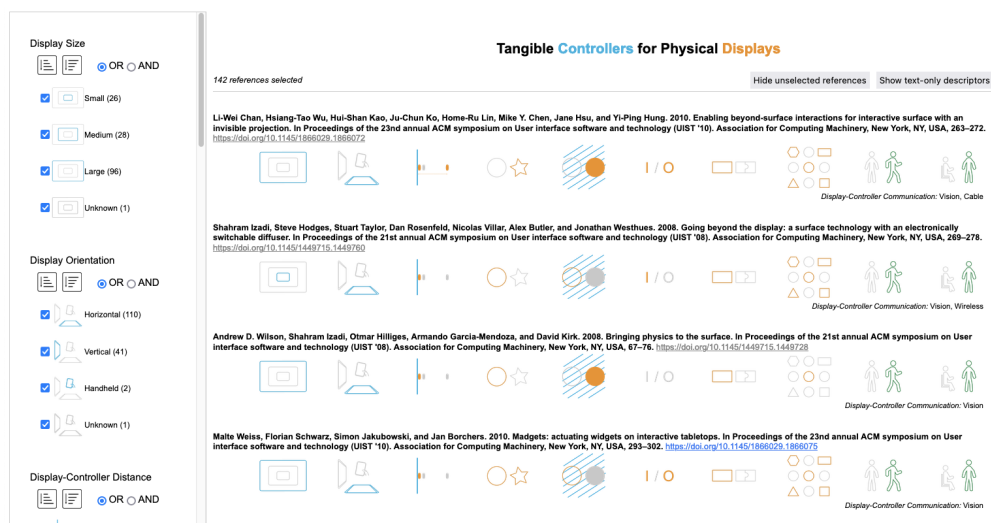 Display Size
OR AND
Small (26)
Medium (28)
Large (96)
Unknown (1)
Display Orientation
OR AND
Horizontal (110)
Vertical (41)
Handheld (2)
Unknown (1)
Display-Controller Distance
OR AND
Tangible Controllers for Physical Displays
142 references selected
Hide unselected references
Show text-only descriptors
Li-Wei Chan, Hsiang-Tao Wu, Hui-Shan Kao, Ju-Chun Ko, Home-Ru Lin, Mike Y. Chen, Jane Hsu, and Yi-Ping Hung. 2010. Enabling beyond-surface interactions for interactive surface with an
invisible projection. In Proceedings of the 23nd annual ACM symposium on User interface software and technology (UIST '10). Association for Computing Machinery, New York, NY, USA, 263–272.
https://doi.org/10.1145/1866029.1866072
I / O
Display-Controller Communication: Vision, Cable
Shahram Izadi, Steve Hodges, Stuart Taylor, Dan Rosenfeld, Nicolas Villar, Alex Butler, and Jonathan Westhues. 2008. Going beyond the display: a surface technology with an electronically
switchable diffuser. In Proceedings of the 21st annual ACM symposium on User interface software and technology (UIST '08). Association for Computing Machinery, New York, NY, USA, 269–278.
https://doi.org/10.1145/1449715.1449760
I / O
Display-Controller Communication: Vision, Wireless
Andrew D. Wilson, Shahram Izadi, Otmar Hilliges, Armando Garcia-Mendoza, and David Kirk. 2008. Bringing physics to the surface. In Proceedings of the 21st annual ACM symposium on User
interface software and technology (UIST '08). Association for Computing Machinery, New York, NY, USA, 67–76. https://doi.org/10.1145/1449715.1449728
I / O
Display-Controller Communication: Vision
Malte Weiss, Florian Schwarz, Simon Jakubowski, and Jan Borchers. 2010. Madgets: actuating widgets on interactive tabletops. In Proceedings of the 23nd annual ACM symposium on User
interface software and technology (UIST '10). Association for Computing Machinery, New York, NY, USA, 293–302. https://doi.org/10.1145/1866029.1866075
I / O
Display-Controller Communication: Vision